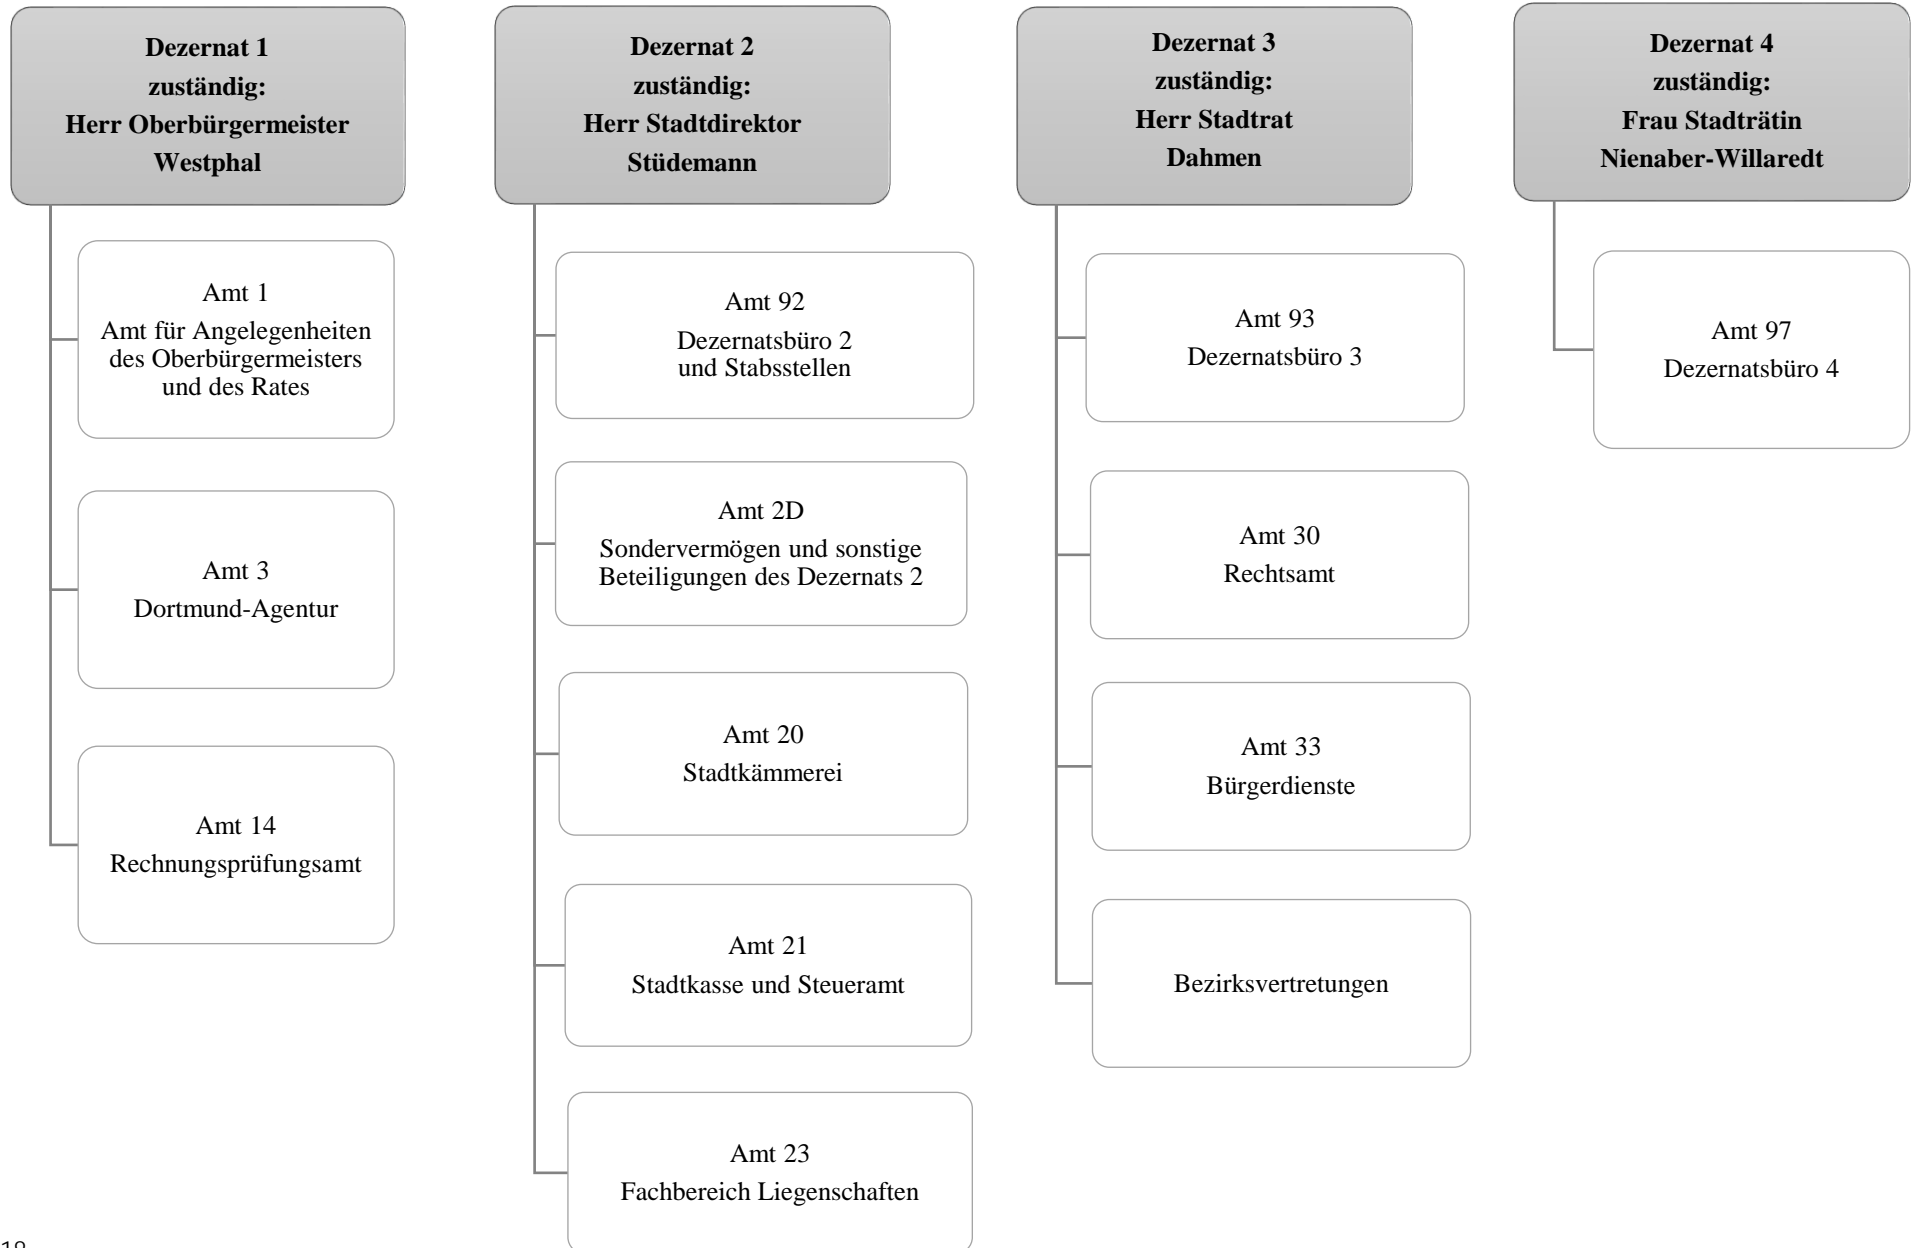 Dezernat 1
zuständig:
Herr Oberbürgermeister
Westphal
Amt 1
Amt für Angelegenheiten
des Oberbürgermeisters
und des Rates
Amt 3
Dortmund-Agentur
Amt 14
Rechnungsprüfungsamt
Dezernat 2
zuständig:
Herr Stadtdirektor
Stüdemann
Amt 92
Dezernatsbüro 2
und Stabsstellen
Amt 2D
Sondervermögen und sonstige
Beteiligungen des Dezernats 2
Amt 20
Stadtkämmerei
Amt 21
Stadtkasse und Steueramt
Amt 23
Fachbereich Liegenschaften
Dezernat 3
zuständig:
Herr Stadtrat
Dahmen
Amt 93
Dezernatsbüro 3
Amt 30
Rechtsamt
Amt 33
Bürgerdienste
Bezirksvertretungen
Dezernat 4
zuständig:
Frau Stadträtin
Nienaber-Willaredt
Amt 97
Dezernatsbüro 4